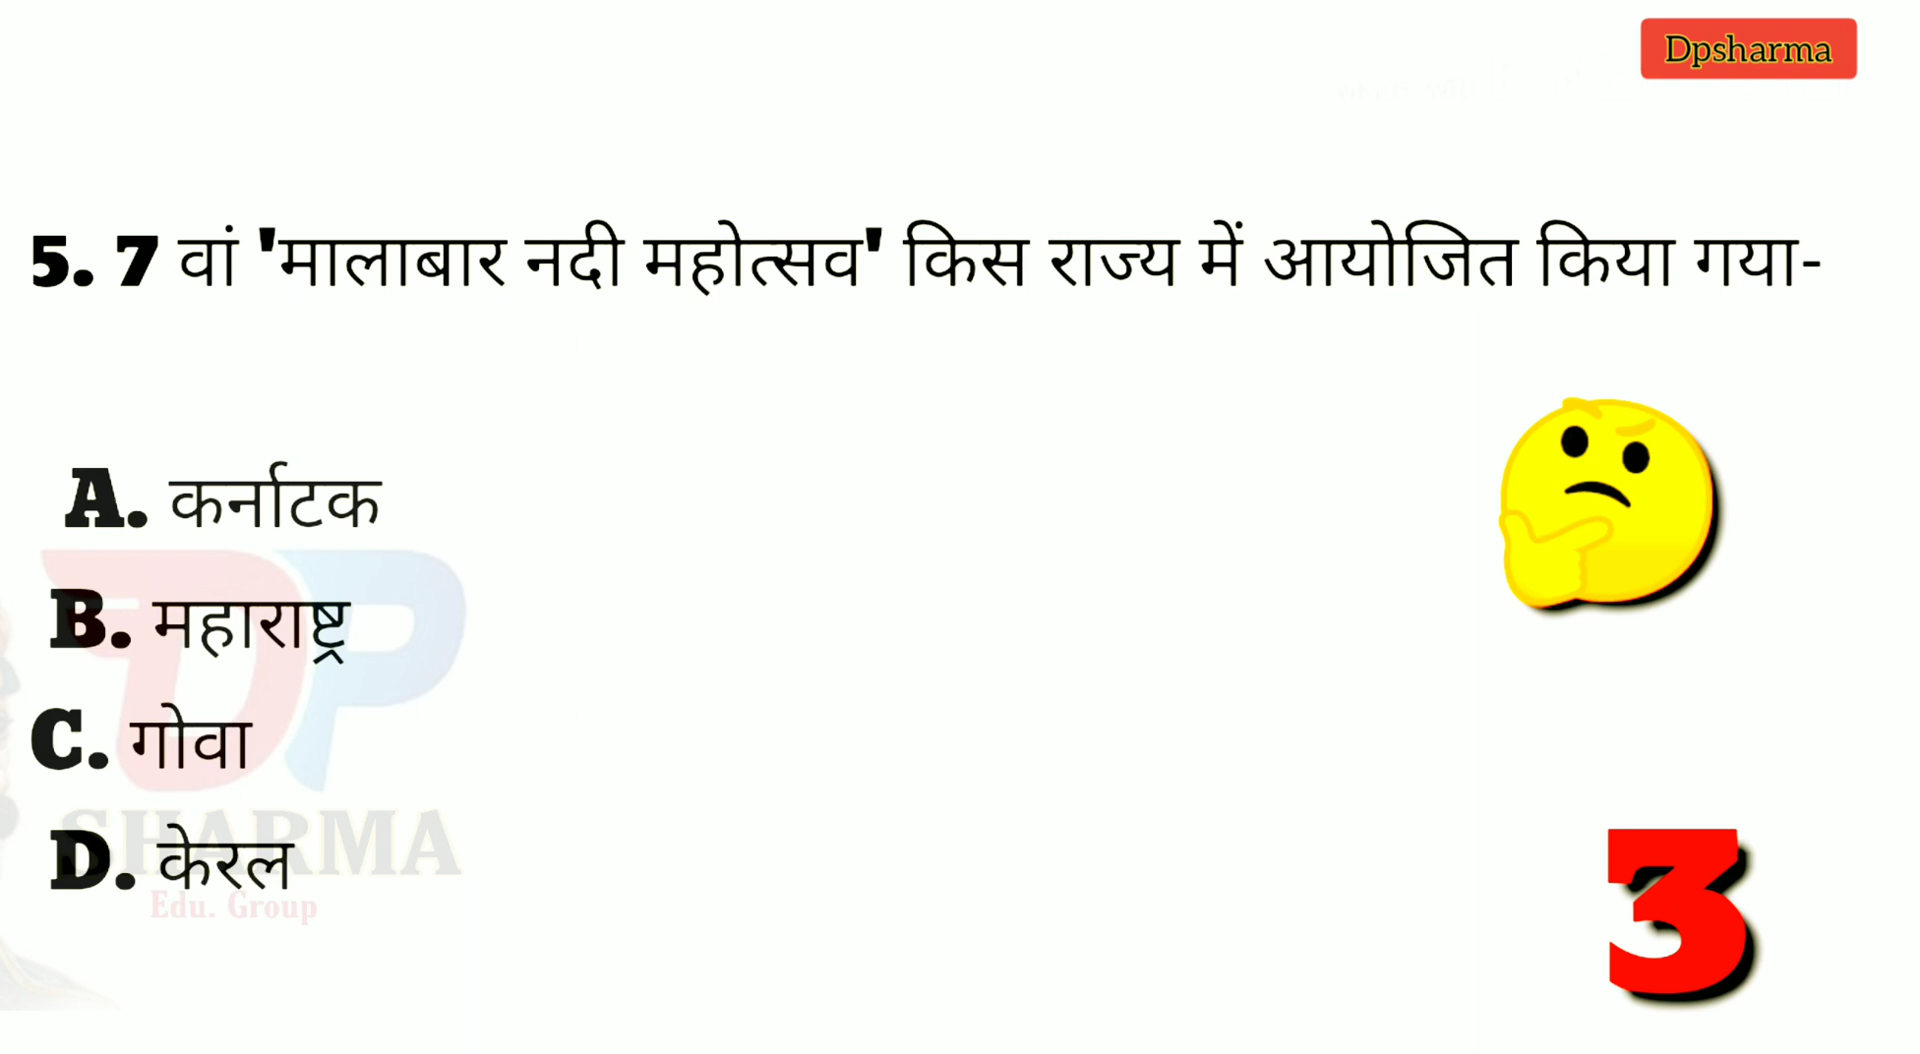 Dpsharma
5. 7 वां 'मालाबार नदी महोत्सव' किस राज्य में आयोजित किया गया-
A. कर्नाटक
B. महाराष्ट्र
C. गोवा
D. केरल
DP
SHARMA
Edu. Group
3